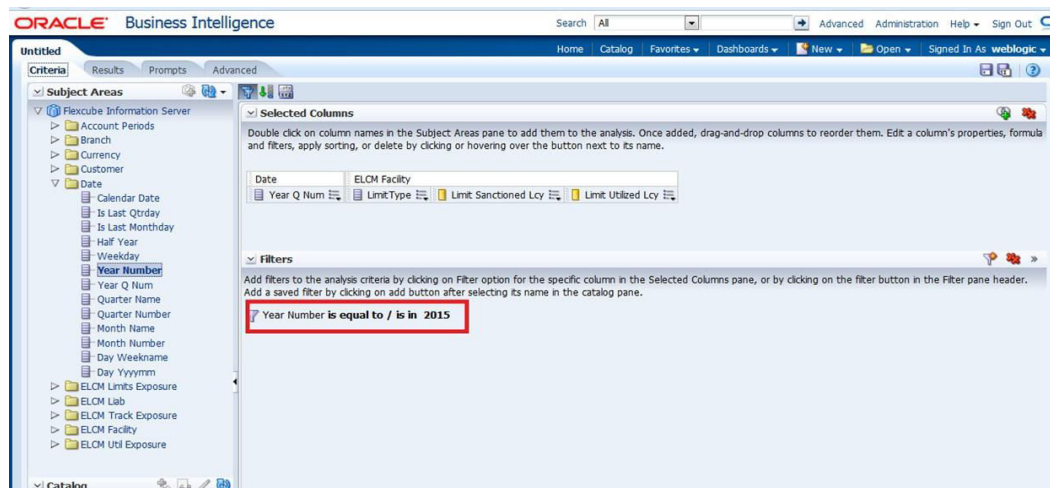 ORACLE Business Intelligence
Search All Advanced Administration Help Sign Out
Untitled
Home Catalog Favorites Dashboards New Open Signed In As weblogic
Criteria Results Prompts Advanced
Subject Areas
Flexcube Information Server
Account Periods
Branch
Currency
Customer
Date
Calendar Date
Is Last Qtrday
Is Last Monthday
Half Year
Weekday
Year Number
Year Q Num
Quarter Name
Quarter Number
Month Name
Month Number
Day Weekname
Day Yyyymm
ELCM Limits Exposure
ELCM Liab
ELCM Track Exposure
ELCM Facility
ELCM Util Exposure
Catalog
Selected Columns
Double click on column names in the Subject Areas pane to add them to the analysis. Once added, drag-and-drop columns to reorder them. Edit a column's properties, formula
and filters, apply sorting, or delete by clicking or hovering over the button next to its name.
Date ELCM Facility
Year Q Num LimitType Limit Sanctioned Lcy Limit Utilized Lcy
Filters
Add filters to the analysis criteria by clicking on Filter option for the specific column in the Selected Columns pane, or by clicking on the filter button in the Filter pane header.
Add a saved filter by clicking on add button after selecting its name in the catalog pane.
Year Number is equal to / is in 2015